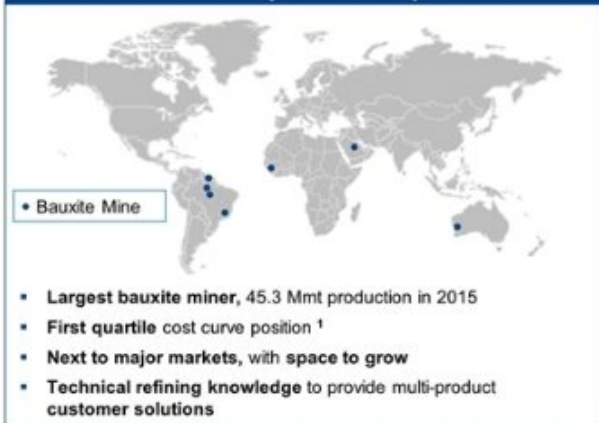 • Bauxite Mine
▪ Largest bauxite miner, 45.3 Mmt production in 2015
▪ First quartile cost curve position ¹
▪ Next to major markets, with space to grow
▪ Technical refining knowledge to provide multi-product
customer solutions